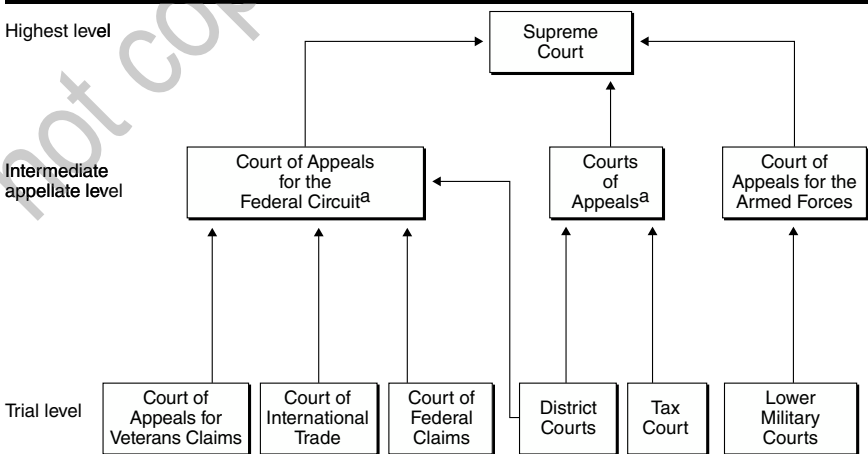 not cop
Highest level
Supreme
Court
Intermediate
appellate level
Court of Appeals
for the
Federal Circuita
Courts
of
Appealsa
Court of
Appeals for the
Armed Forces
Trial level
Court of
Appeals for
Veterans Claims
Court of
International
Trade
Court of
Federal
Claims
District
Courts
Tax
Court
Lower
Military
Courts